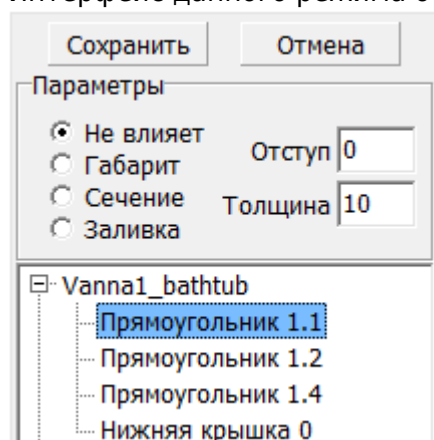 Сохранить Отмена
Параметры
Не влияет
Отступ 0
Габарит
Сечение
Толщина 10
Заливка
Vanna1_bathtub
Прямоугольник 1.1
Прямоугольник 1.2
Прямоугольник 1.4
Нижняя крышка 0